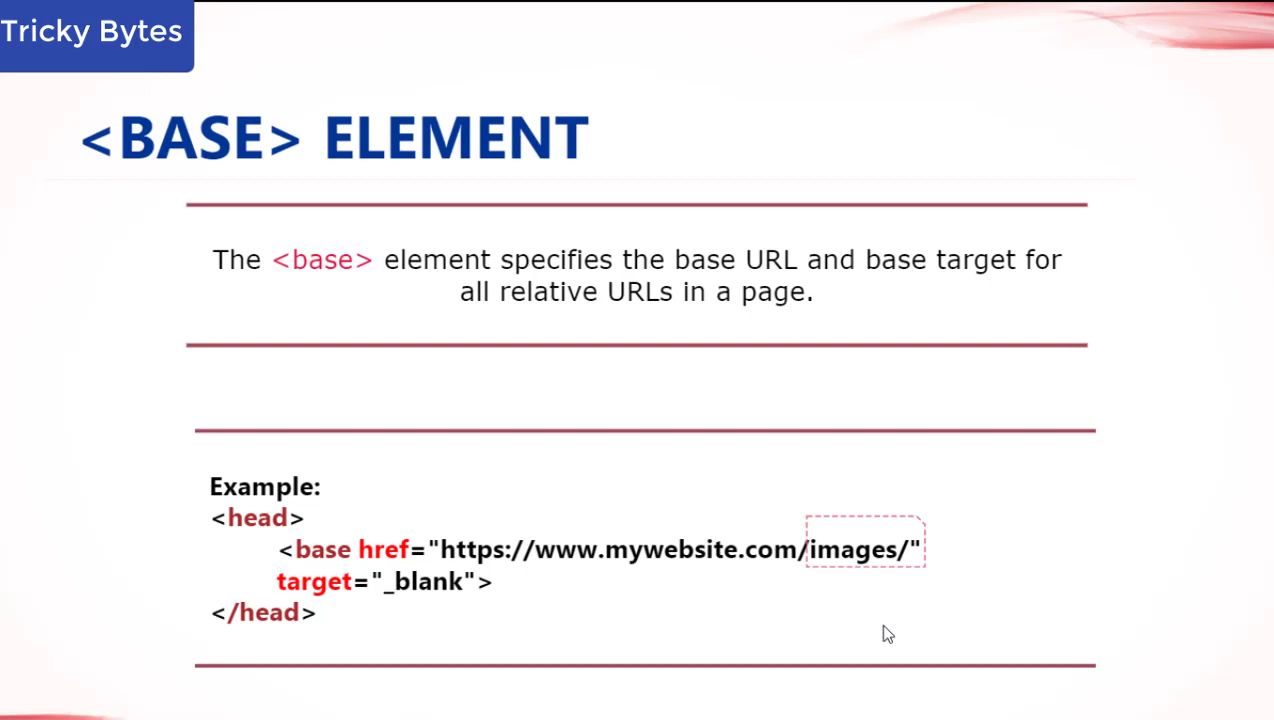 Tricky Bytes
<BASE> ELEMENT
The <base> element specifies the base URL and base target for
all relative URLs in a page.
Example:
<head>
<base href="https://www.mywebsite.com/images/"
target="_blank">
</head>